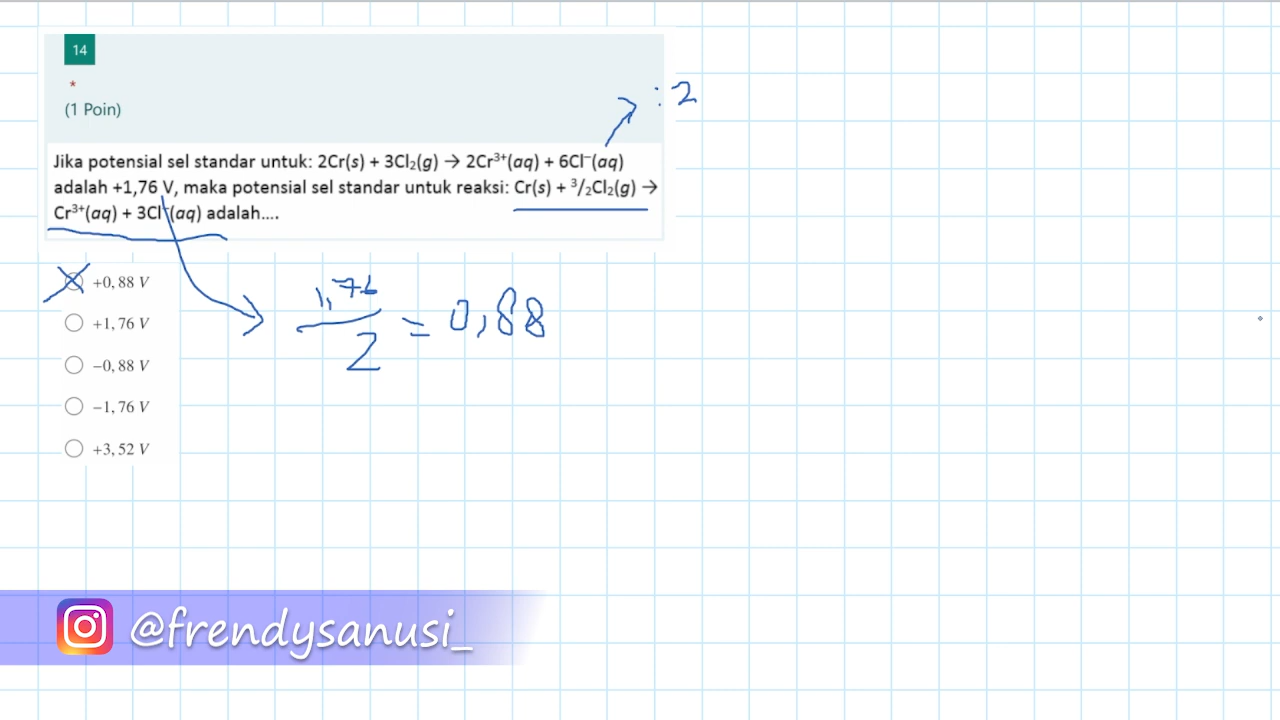 14
*
(1 Poin)
: 2
Jika potensial sel standar untuk: 2Cr(s) + 3Cl₂(g) → 2Cr³⁺(aq) + 6Cl⁻(aq)
adalah +1,76 V, maka potensial sel standar untuk reaksi: Cr(s) + ³/₂Cl₂(g) →
Cr³⁺(aq) + 3Cl⁻(aq) adalah....
+0,88 V
+1,76 V
−0,88 V
−1,76 V
+3,52 V
1,76
2
= 0,88
@frendysanusi_